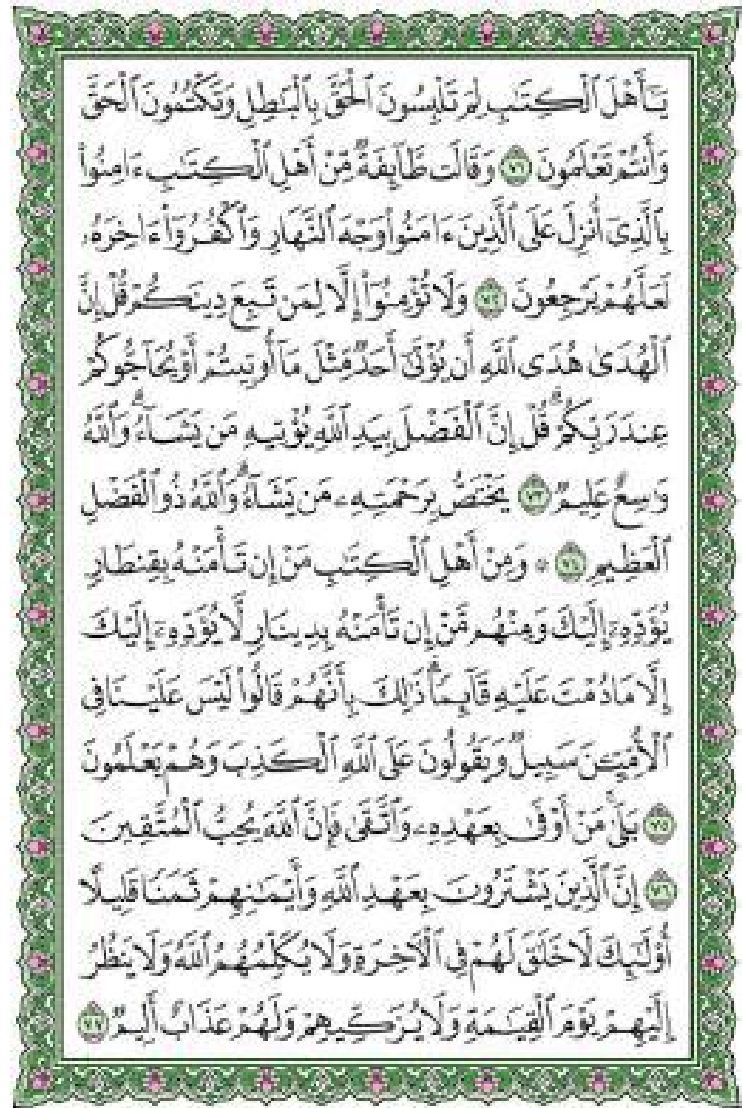 يَٰٓأَهْلَ ٱلْكِتَٰبِ لِمَ تَلْبِسُونَ ٱلْحَقَّ بِٱلْبَٰطِلِ وَتَكْتُمُونَ ٱلْحَقَّ
وَأَنتُمْ تَعْلَمُونَ ٧١ وَقَالَت طَّآئِفَةٌ مِّنْ أَهْلِ ٱلْكِتَٰبِ ءَامِنُوا۟
بِٱلَّذِىٓ أُنزِلَ عَلَى ٱلَّذِينَ ءَامَنُوا۟ وَجْهَ ٱلنَّهَارِ وَٱكْفُرُوٓا۟ ءَاخِرَهُۥ
لَعَلَّهُمْ يَرْجِعُونَ ٧٢ وَلَا تُؤْمِنُوٓا۟ إِلَّا لِمَن تَبِعَ دِينَكُمْ قُلْ إِنَّ
ٱلْهُدَىٰ هُدَى ٱللَّهِ أَن يُؤْتَىٰٓ أَحَدٌ مِّثْلَ مَآ أُوتِيتُمْ أَوْ يُحَآجُّوكُمْ
عِندَ رَبِّكُمْ ۗ قُلْ إِنَّ ٱلْفَضْلَ بِيَدِ ٱللَّهِ يُؤْتِيهِ مَن يَشَآءُ ۗ وَٱللَّهُ
وَٰسِعٌ عَلِيمٌ ٧٣ يَخْتَصُّ بِرَحْمَتِهِۦ مَن يَشَآءُ ۗ وَٱللَّهُ ذُو ٱلْفَضْلِ
ٱلْعَظِيمِ ٧٤ ۞ وَمِنْ أَهْلِ ٱلْكِتَٰبِ مَنْ إِن تَأْمَنْهُ بِقِنطَارٍ
يُؤَدِّهِۦٓ إِلَيْكَ وَمِنْهُم مَّنْ إِن تَأْمَنْهُ بِدِينَارٍ لَّا يُؤَدِّهِۦٓ إِلَيْكَ
إِلَّا مَا دُمْتَ عَلَيْهِ قَآئِمًا ۗ ذَٰلِكَ بِأَنَّهُمْ قَالُوا۟ لَيْسَ عَلَيْنَا فِى
ٱلْأُمِّيِّۦنَ سَبِيلٌ وَيَقُولُونَ عَلَى ٱللَّهِ ٱلْكَذِبَ وَهُمْ يَعْلَمُونَ
٧٥ بَلَىٰ مَنْ أَوْفَىٰ بِعَهْدِهِۦ وَٱتَّقَىٰ فَإِنَّ ٱللَّهَ يُحِبُّ ٱلْمُتَّقِينَ
٧٦ إِنَّ ٱلَّذِينَ يَشْتَرُونَ بِعَهْدِ ٱللَّهِ وَأَيْمَٰنِهِمْ ثَمَنًا قَلِيلًا
أُو۟لَٰٓئِكَ لَا خَلَٰقَ لَهُمْ فِى ٱلْءَاخِرَةِ وَلَا يُكَلِّمُهُمُ ٱللَّهُ وَلَا يَنظُرُ
إِلَيْهِمْ يَوْمَ ٱلْقِيَٰمَةِ وَلَا يُزَكِّيهِمْ وَلَهُمْ عَذَابٌ أَلِيمٌ ٧٧